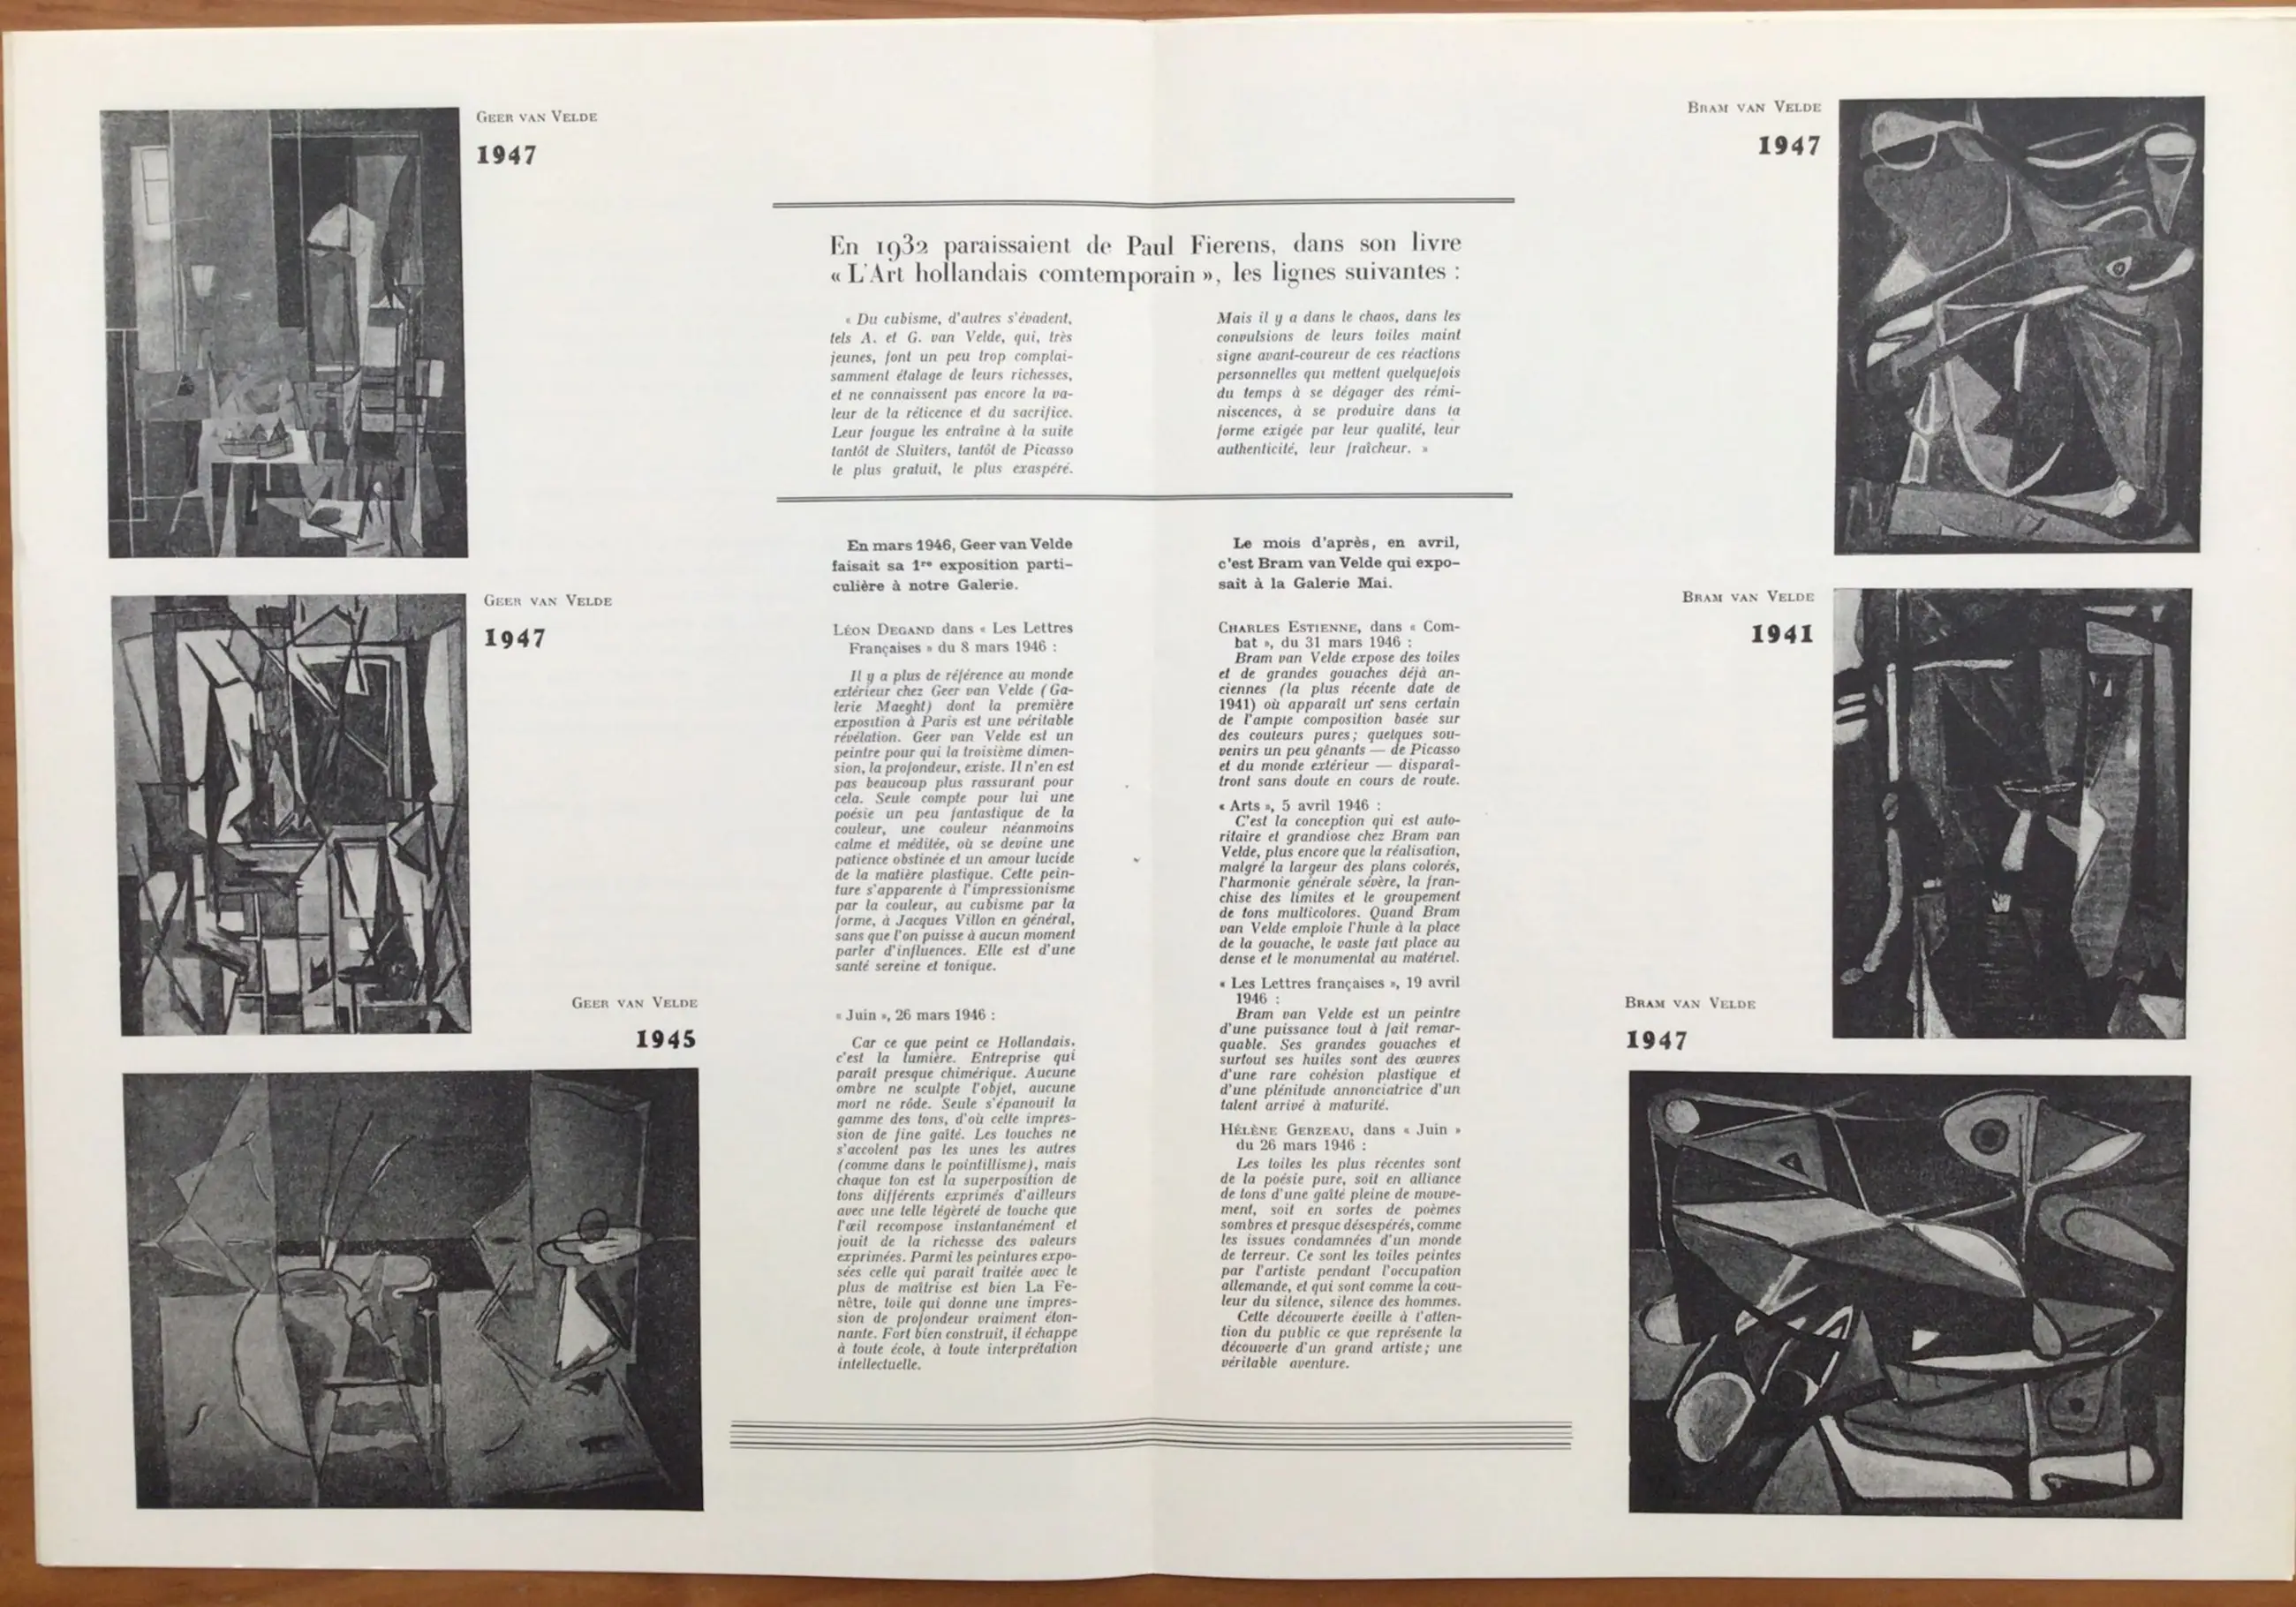 GEER VAN VELDE
1947
GEER VAN VELDE
1947
GEER VAN VELDE
1945
En 1932 paraissaient de Paul Fierens, dans son livre
« L'Art hollandais comtemporain », les lignes suivantes :
« Du cubisme, d'autres s'évadent,
tels A. et G. van Velde, qui, très
jeunes, font un peu trop complai-
samment étalage de leurs richesses,
et ne connaissent pas encore la va-
leur de la réticence et du sacrifice.
Leur fougue les entraîne à la suite
tantôt de Sluiters, tantôt de Picasso
le plus gratuit, le plus exaspéré.
Mais il y a dans le chaos, dans les
convulsions de leurs toiles maint
signe avant-coureur de ces réactions
personnelles qui mettent quelquefois
du temps à se dégager des rémi-
niscences, à se produire dans la
forme exigée par leur qualité, leur
authenticité, leur fraîcheur. »
En mars 1946, Geer van Velde
faisait sa 1re exposition parti-
culière à notre Galerie.
LÉON DEGAND dans « Les Lettres
Françaises » du 8 mars 1946 :
Il y a plus de référence au monde
extérieur chez Geer van Velde (Ga-
lerie Maeght) dont la première
exposition à Paris est une véritable
révélation. Geer van Velde est un
peintre pour qui la troisième dimen-
sion, la profondeur, existe. Il n'en est
pas beaucoup plus rassurant pour
cela. Seule compte pour lui une
poésie un peu fantastique de la
couleur, une couleur néanmoins
calme et méditée, où se devine une
patience obstinée et un amour lucide
de la matière plastique. Cette pein-
ture s'apparente à l'impressionisme
par la couleur, au cubisme par la
forme, à Jacques Villon en général,
sans que l'on puisse à aucun moment
parler d'influences. Elle est d'une
santé sereine et tonique.
« Juin », 26 mars 1946 :
Car ce que peint ce Hollandais,
c'est la lumière. Entreprise qui
paraît presque chimérique. Aucune
ombre ne sculpte l'objet, aucune
mort ne rôde. Seule s'épanouit la
gamme des tons, d'où cette impres-
sion de fine gaîté. Les touches ne
s'accolent pas les unes les autres
(comme dans le pointillisme), mais
chaque ton est la superposition de
tons différents exprimés d'ailleurs
avec une telle légèreté de touche que
l'œil recompose instantanément et
jouit de la richesse des valeurs
exprimées. Parmi les peintures expo-
sées celle qui parait traitée avec le
plus de maîtrise est bien La Fe-
nêtre, toile qui donne une impres-
sion de profondeur vraiment éton-
nante. Fort bien construit, il échappe
à toute école, à toute interprétation
intellectuelle.
Le mois d'après, en avril,
c'est Bram van Velde qui expo-
sait à la Galerie Mai.
CHARLES ESTIENNE, dans « Com-
bat », du 31 mars 1946 :
Bram van Velde expose des toiles
et de grandes gouaches déjà an-
ciennes (la plus récente date de
1941) où apparaît un sens certain
de l'ample composition basée sur
des couleurs pures; quelques sou-
venirs un peu gênants — de Picasso
et du monde extérieur — disparaî-
tront sans doute en cours de route.
« Arts », 5 avril 1946 :
C'est la conception qui est auto-
ritaire et grandiose chez Bram van
Velde, plus encore que la réalisation,
malgré la largeur des plans colorés,
l'harmonie générale sévère, la fran-
chise des limites et le groupement
de tons multicolores. Quand Bram
van Velde emploie l'huile à la place
de la gouache, le vaste fait place au
dense et le monumental au matériel.
« Les Lettres françaises », 19 avril
1946 :
Bram van Velde est un peintre
d'une puissance tout à fait remar-
quable. Ses grandes gouaches et
surtout ses huiles sont des œuvres
d'une rare cohésion plastique et
d'une plénitude annonciatrice d'un
talent arrivé à maturité.
HÉLÈNE GERZEAU, dans « Juin »
du 26 mars 1946 :
Les toiles les plus récentes sont
de la poésie pure, soit en alliance
de tons d'une gaîté pleine de mouve-
ment, soit en sortes de poèmes
sombres et presque désespérés, comme
les issues condamnées d'un monde
de terreur. Ce sont les toiles peintes
par l'artiste pendant l'occupation
allemande, et qui sont comme la cou-
leur du silence, silence des hommes.
Cette découverte éveille à l'atten-
tion du public ce que représente la
découverte d'un grand artiste; une
véritable aventure.
BRAM VAN VELDE
1947
BRAM VAN VELDE
1941
BRAM VAN VELDE
1947